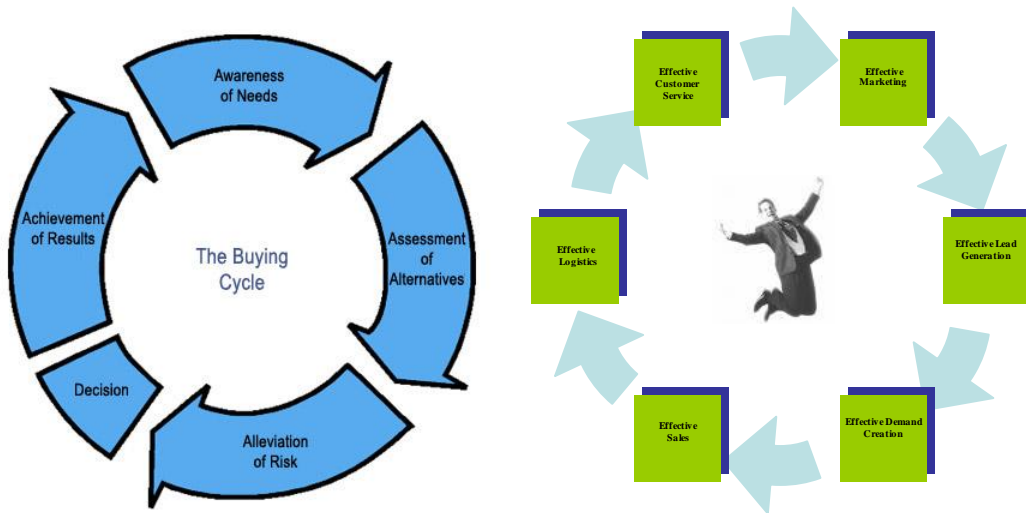 Awareness
of Needs
Assessment
of
Alternatives
Alleviation
of Risk
Decision
Achievement
of Results
The Buying
Cycle
Effective
Customer
Service
Effective
Marketing
Effective Lead
Generation
Effective Demand
Creation
Effective
Sales
Effective
Logistics